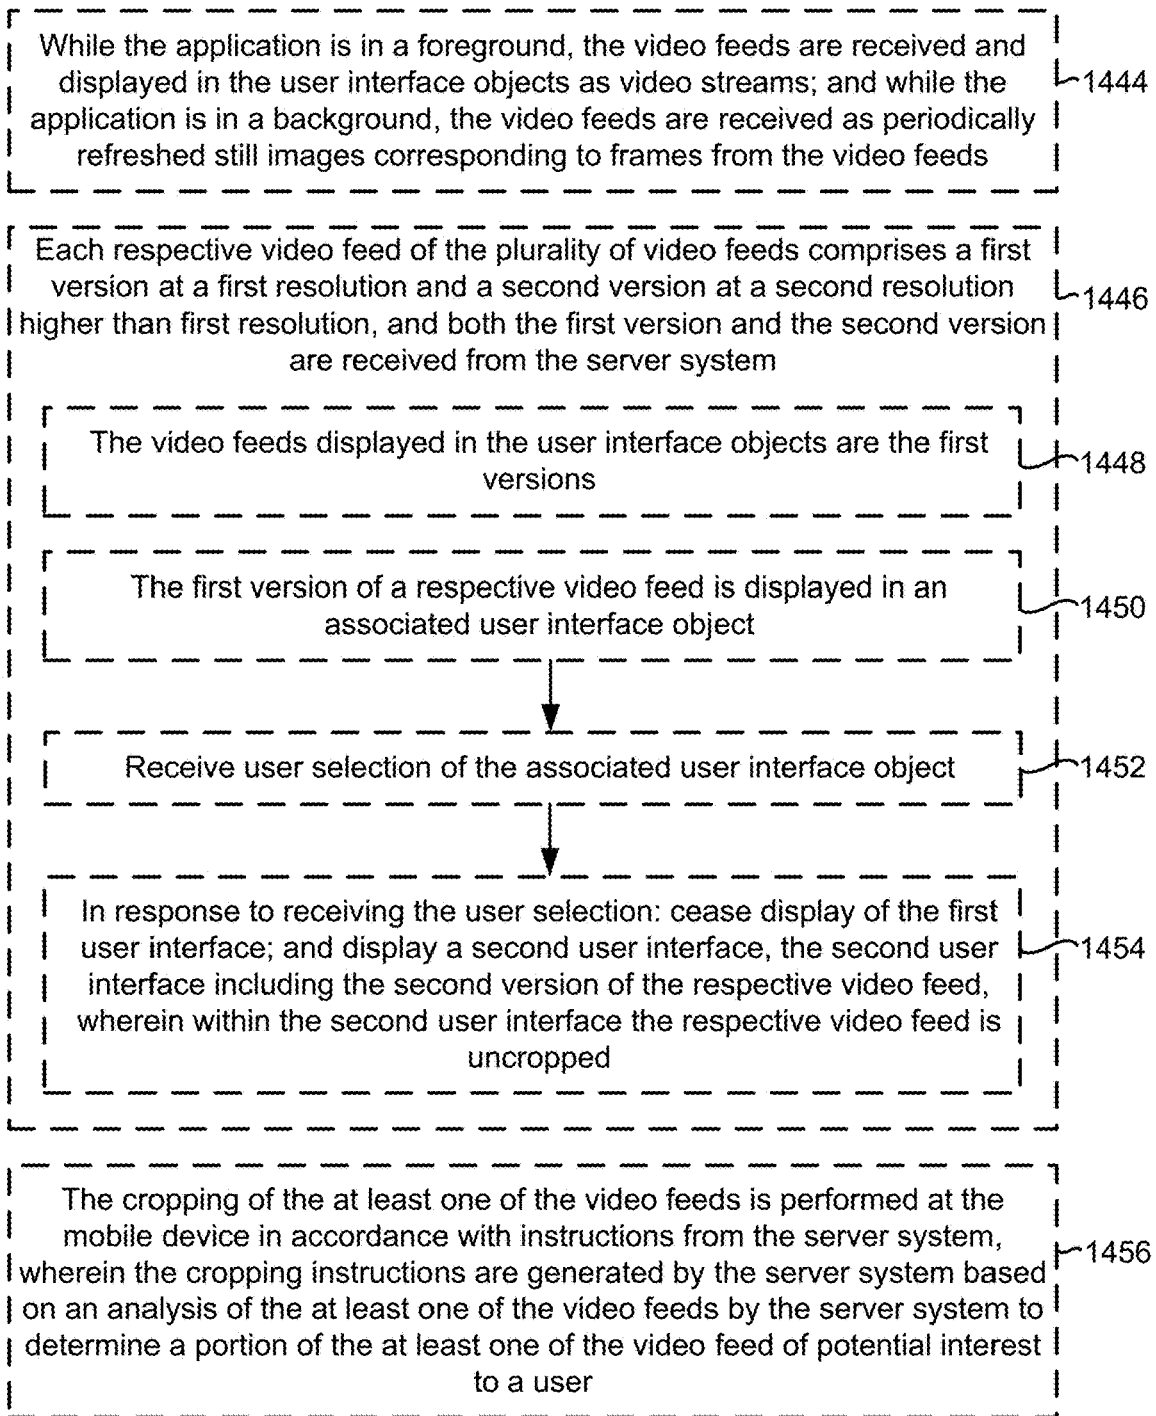 While the application is in a foreground, the video feeds are received and
displayed in the user interface objects as video streams; and while the
application is in a background, the video feeds are received as periodically
refreshed still images corresponding to frames from the video feeds
1444
Each respective video feed of the plurality of video feeds comprises a first
version at a first resolution and a second version at a second resolution
higher than first resolution, and both the first version and the second version
are received from the server system
1446
The video feeds displayed in the user interface objects are the first
versions
1448
The first version of a respective video feed is displayed in an
associated user interface object
1450
Receive user selection of the associated user interface object
1452
In response to receiving the user selection: cease display of the first
user interface; and display a second user interface, the second user
interface including the second version of the respective video feed,
wherein within the second user interface the respective video feed is
uncropped
1454
The cropping of the at least one of the video feeds is performed at the
mobile device in accordance with instructions from the server system,
wherein the cropping instructions are generated by the server system based
on an analysis of the at least one of the video feeds by the server system to
determine a portion of the at least one of the video feed of potential interest
to a user
1456